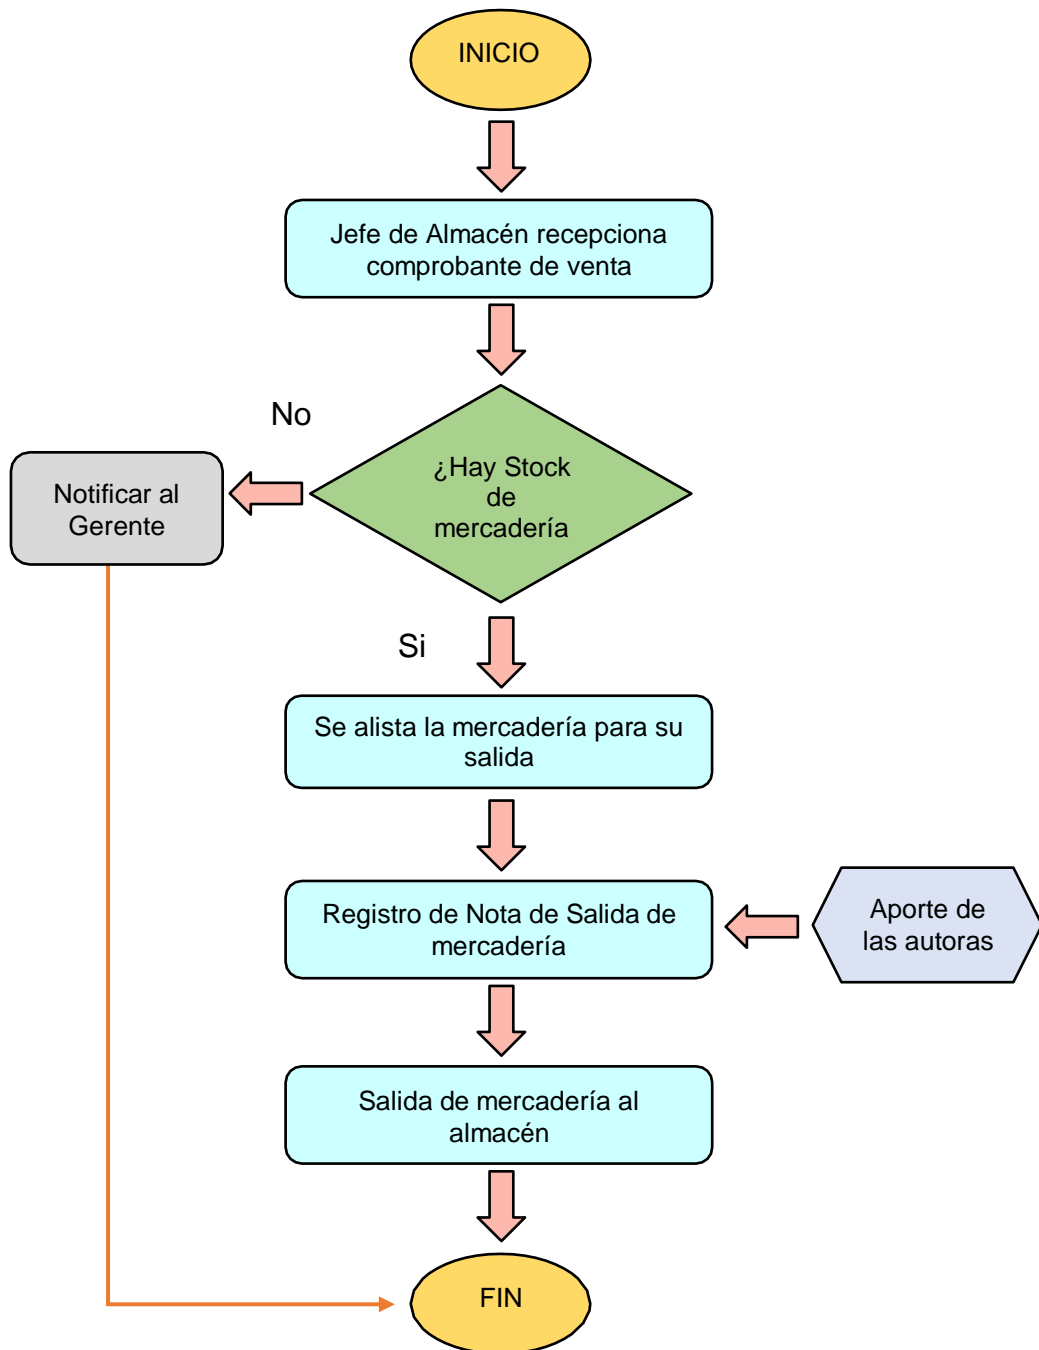 INICIO
Jefe de Almacén recepciona
comprobante de venta
No
¿Hay Stock
de
mercadería
Notificar al
Gerente
Si
Se alista la mercadería para su
salida
Registro de Nota de Salida de
mercadería
Aporte de
las autoras
Salida de mercadería al
almacén
FIN